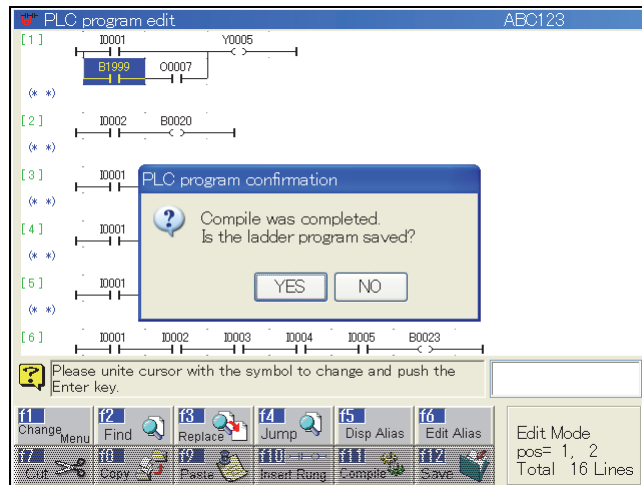 PLC program edit ABC123
[1] I0001 Y0005
B1999 O0007
(* *)
[2] I0002 B0020
(* *)
[3] I0001
(* *)
[4] I0001
(* *)
[5] I0001
(* *)
[6] I0001 I0002 I0003 I0004 I0005 B0023
PLC program confirmation
Compile was completed.
Is the ladder program saved?
YES NO
Please unite cursor with the symbol to change and push the
Enter key.
f1 Change Menu
f2 Find
f3 Replace
f4 Jump
f5 Disp Alias
f6 Edit Alias
f7 Cut
f8 Copy
f9 Paste
f10 Insert Rung
f11 Compile
f12 Save
Edit Mode
pos= 1, 2
Total 16 Lines